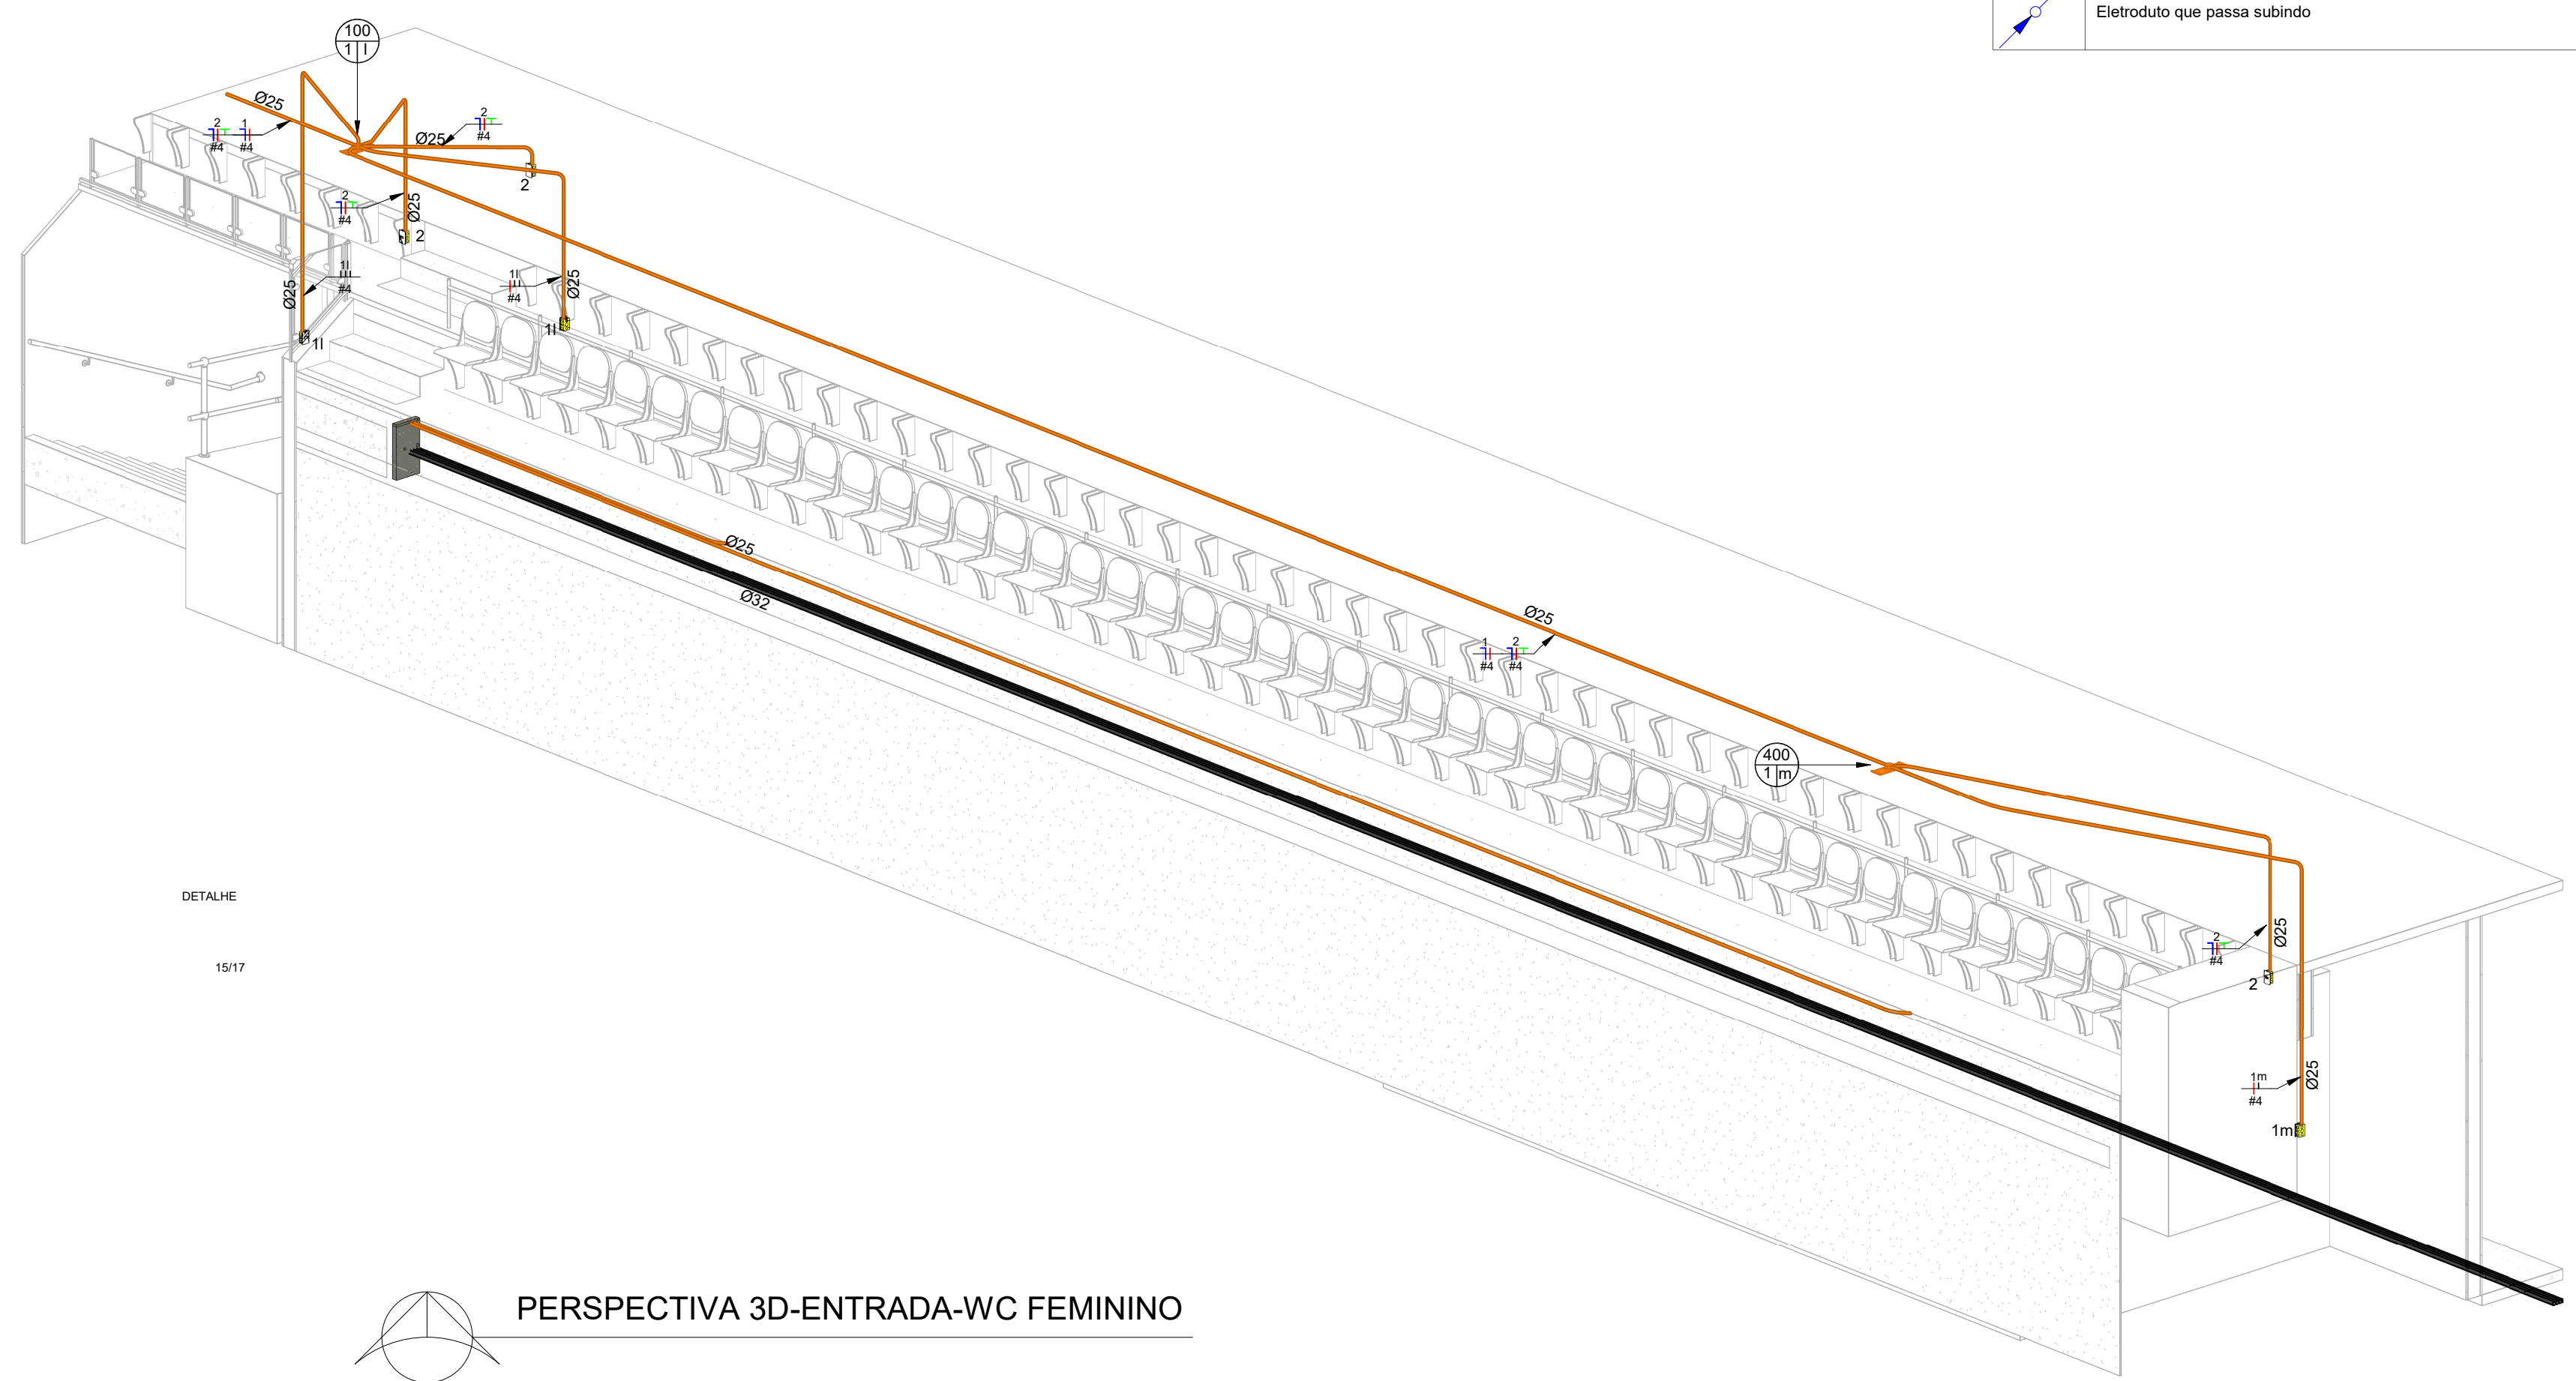 Eletroduto que passa subindo
100
1 l
Ø25
2
#4
1
#4
Ø25
2
#4
2
2
#4
Ø25
2
1l
#4
Ø25
1l
1l
#4
Ø25
1l
Ø25
Ø32
Ø25
1
#4
2
#4
400
1 m
2
#4
Ø25
2
1m
#4
Ø25
1m
DETALHE
15/17
PERSPECTIVA 3D-ENTRADA-WC FEMININO